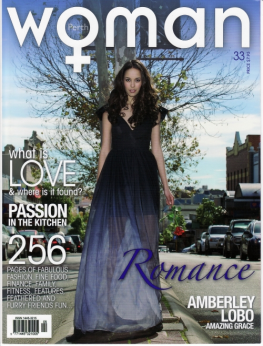 woman
Perth
33
what is
LOVE
& where is it found?
PASSION
IN THE KITCHEN
256
PAGES OF FABULOUS
FASHION, FINE FOOD
FINANCE, FAMILY,
FITNESS, FEATURES
FEATHERED AND
FURRY FRIENDS FUN
Romance
AMBERLEY
LOBO
AMAZING GRACE